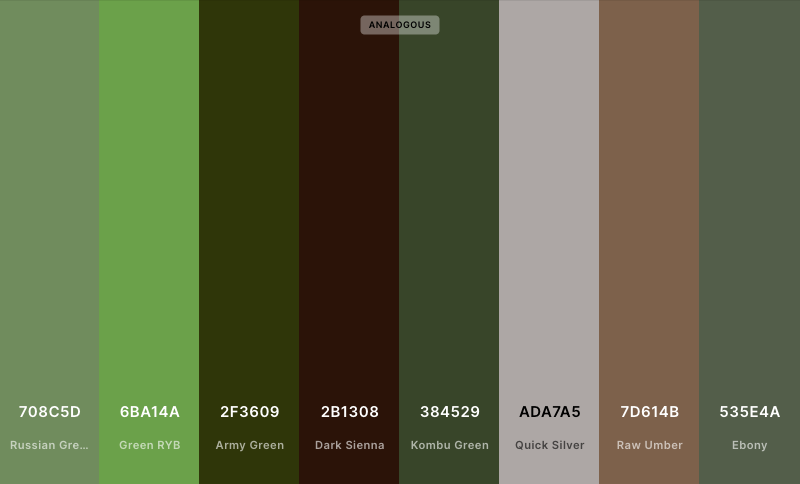 ANALOGOUS
708C5D 6BA14A 2F3609 2B1308 384529 ADA7A5 7D614B 535E4A
Russian Gre... Green RYB Army Green Dark Sienna Kombu Green Quick Silver Raw Umber Ebony